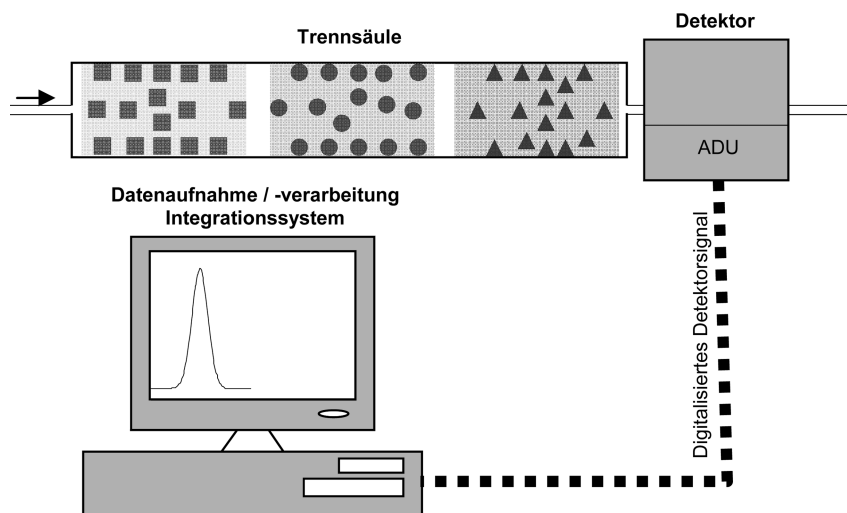 Trennsäule
Detektor
ADU
Datenaufnahme / -verarbeitung
Integrationssystem
Digitalisiertes Detektorsignal